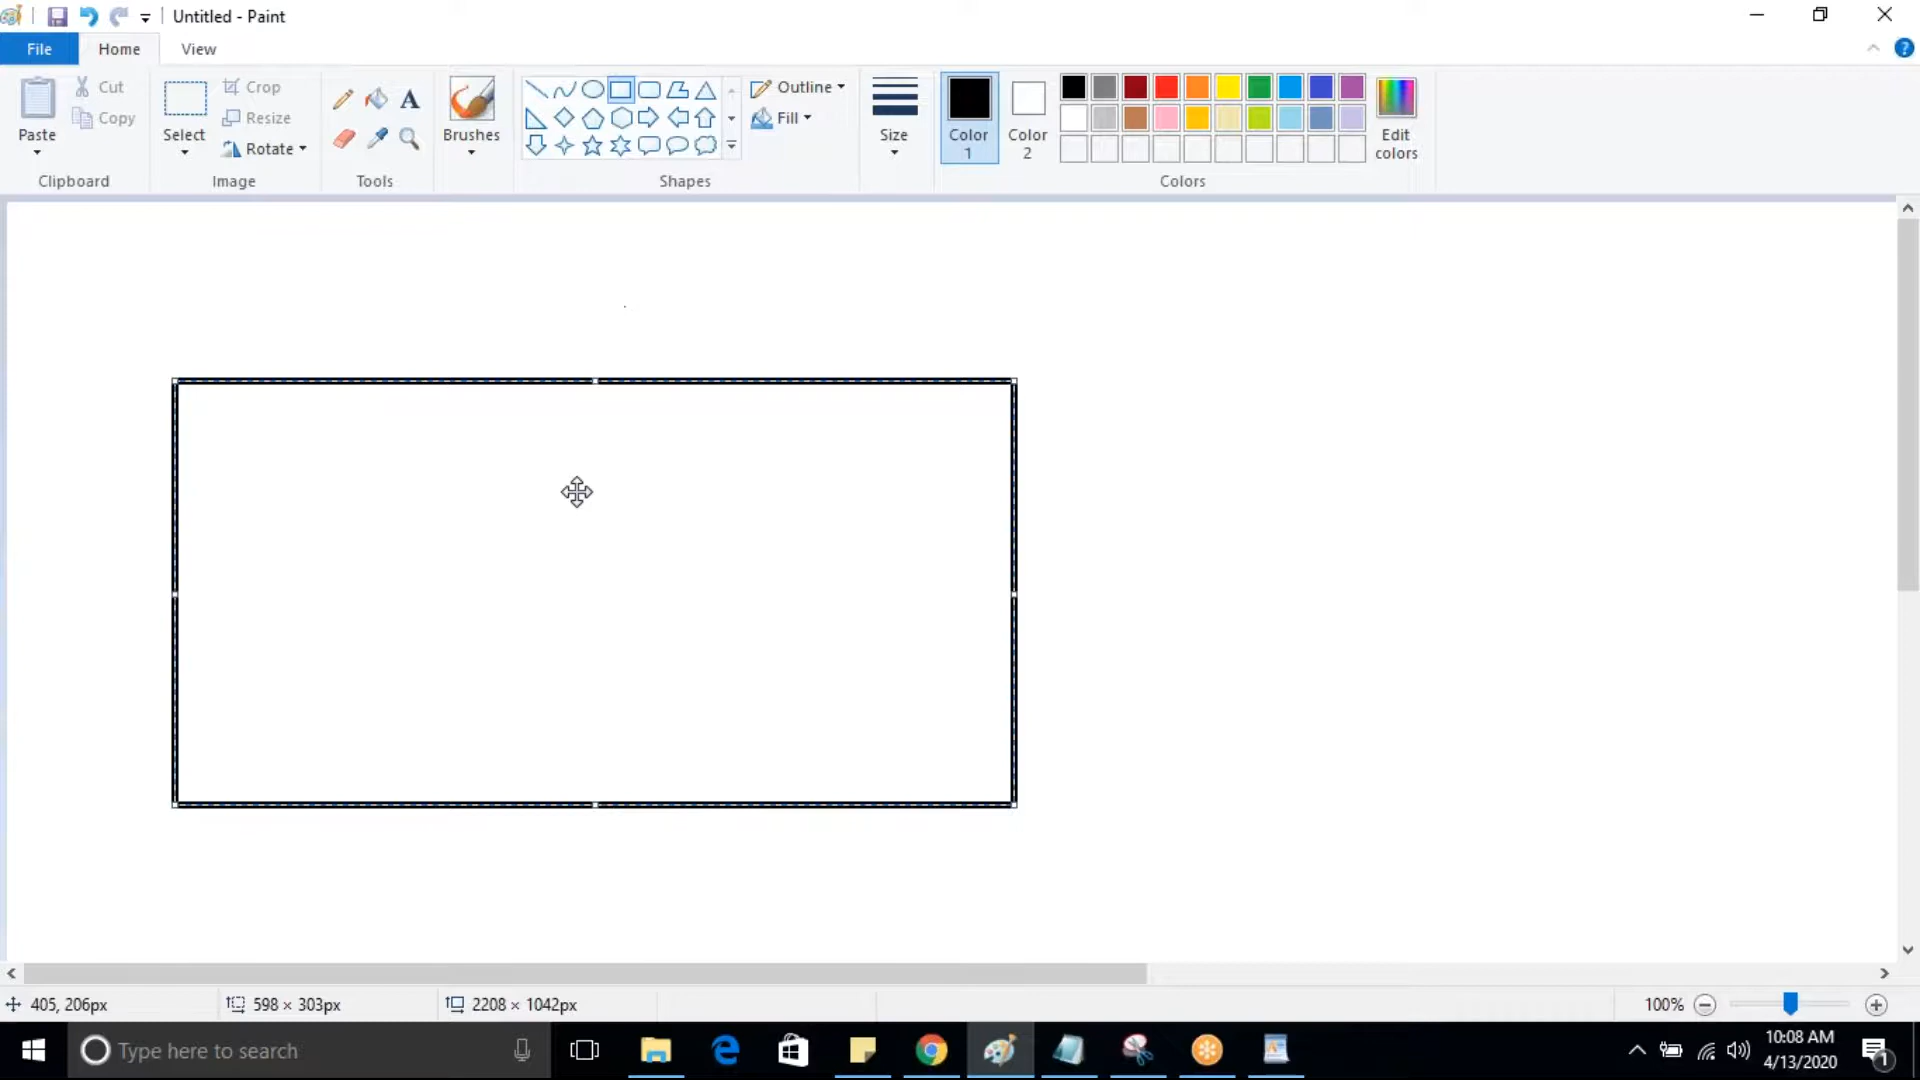 Untitled - Paint
File Home View
Paste
Cut
Copy
Clipboard
Select
Crop
Resize
Rotate
Image
A
Tools
Brushes
Outline
Fill
Shapes
Size
Color 1
Color 2
Edit colors
Colors
405, 206px
598 × 303px
2208 × 1042px
100%
Type here to search
10:08 AM
4/13/2020
1